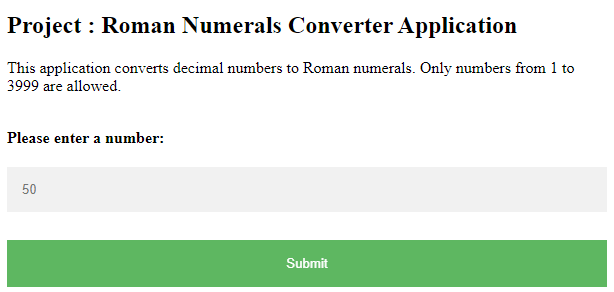 Project : Roman Numerals Converter Application
This application converts decimal numbers to Roman numerals. Only numbers from 1 to
3999 are allowed.
Please enter a number:
50
Submit